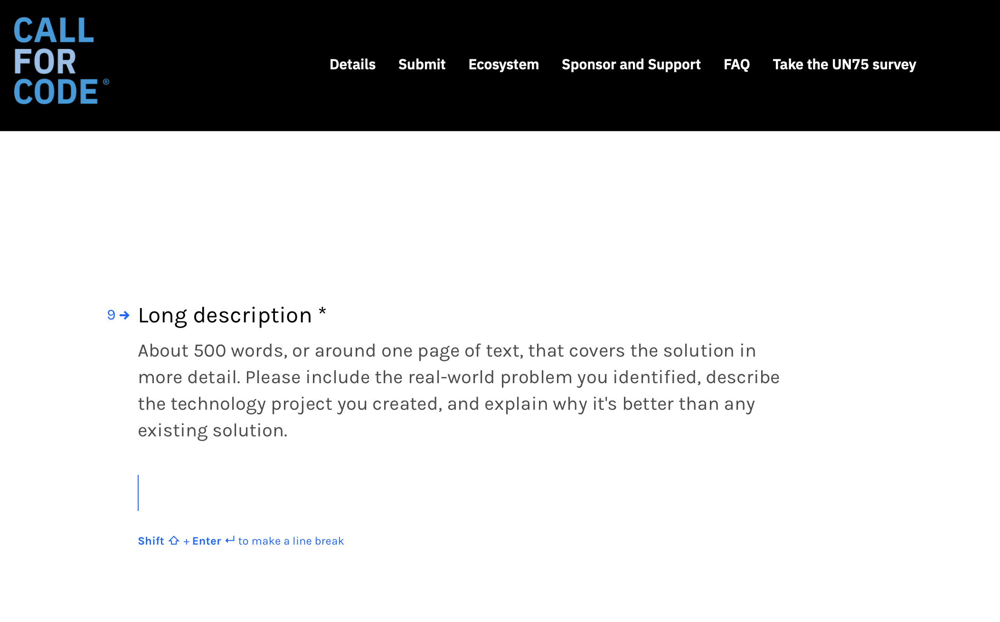 CALL
FOR
CODE ®
Details Submit Ecosystem Sponsor and Support FAQ Take the UN75 survey
9 → Long description *
About 500 words, or around one page of text, that covers the solution in
more detail. Please include the real-world problem you identified, describe
the technology project you created, and explain why it's better than any
existing solution.
Shift ⇧ + Enter ↵ to make a line break